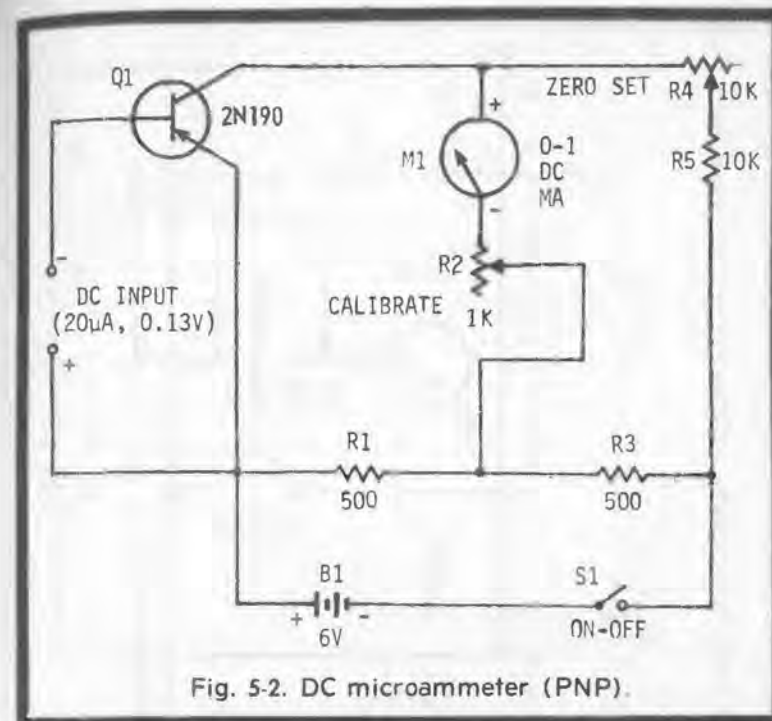 Q1
2N190
ZERO SET
R4
10K
+
M1
0-1
DC
MA
R5
10K
-
-
R2
DC INPUT
(20µA, 0.13V)
CALIBRATE
1K
+
R1
R3
500
500
B1
S1
+
-
6V
ON-OFF
Fig. 5-2. DC microammeter (PNP).